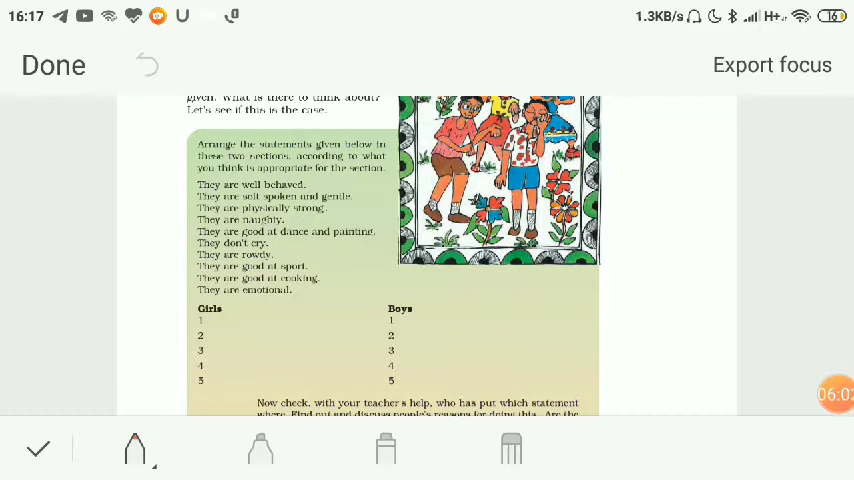 16:17
1.3KB/s
H+
16
Done
Export focus
given. What is there to think about?
Let's see if this is the case.
Arrange the statements given below in
these two sections, according to what
you think is appropriate for the section.
They are well behaved.
They are soft spoken and gentle.
They are physically strong.
They are naughty.
They are good at dance and painting.
They don't cry.
They are rowdy.
They are good at sport.
They are good at cooking.
They are emotional.
Girls Boys
1 1
2 2
3 3
4 4
5 5
06:02
Now check, with your teacher's help, who has put which statement
where. Find out and discuss people's reasons for doing this. Are the